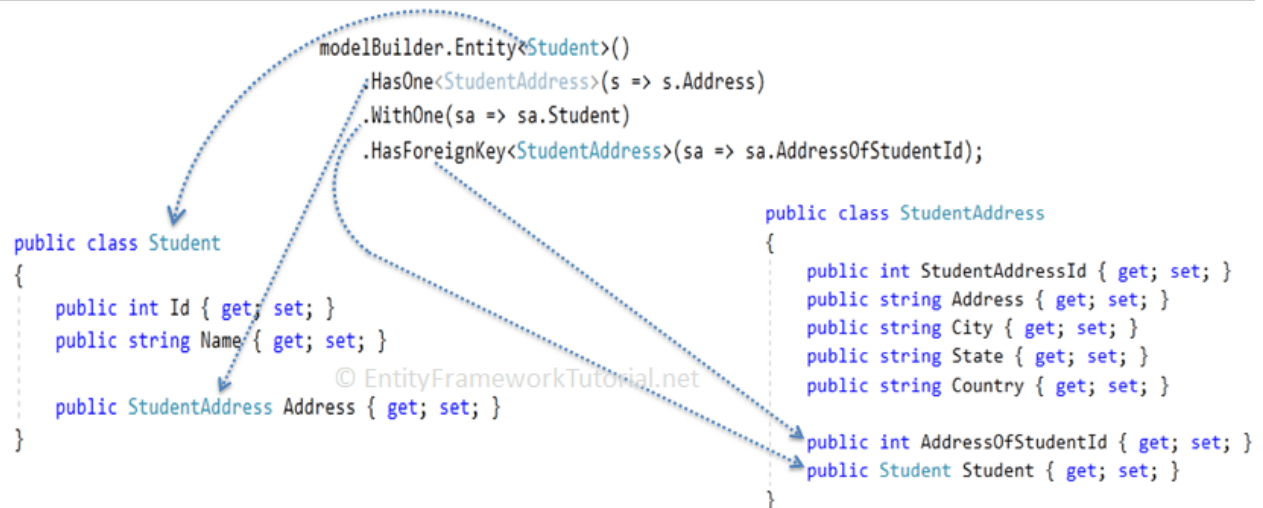 modelBuilder.Entity<Student>()
.HasOne<StudentAddress>(s => s.Address)
.WithOne(sa => sa.Student)
.HasForeignKey<StudentAddress>(sa => sa.AddressOfStudentId);
public class Student
{
public int Id { get; set; }
public string Name { get; set; }
public StudentAddress Address { get; set; }
}
public class StudentAddress
{
public int StudentAddressId { get; set; }
public string Address { get; set; }
public string City { get; set; }
public string State { get; set; }
public string Country { get; set; }
public int AddressOfStudentId { get; set; }
public Student Student { get; set; }
}
© EntityFrameworkTutorial.net